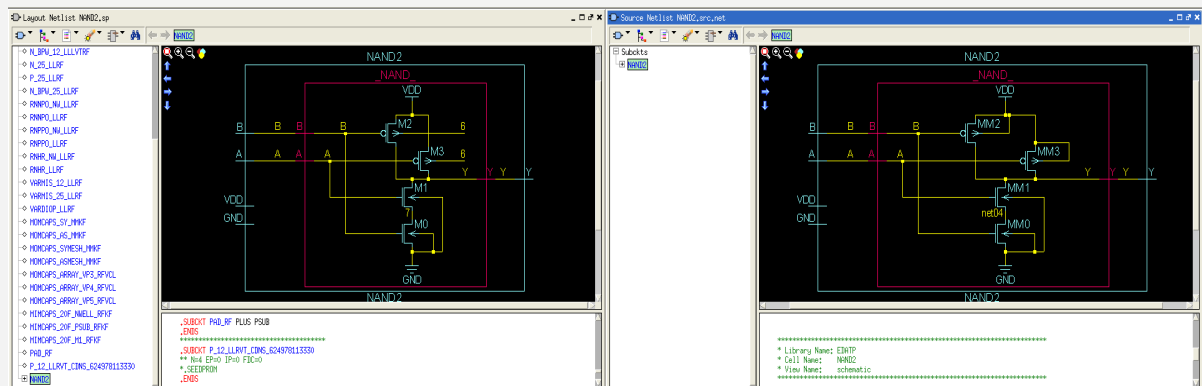 Layout Netlist NAND2.sp
NAND2
N_BPW_12_LLLVTRF
N_25_LLRF
P_25_LLRF
N_BPW_25_LLRF
RNNPO_NW_LLRF
RNNPO_LLRF
RNPPO_NW_LLRF
RNPPO_LLRF
RNHR_NW_LLRF
RNHR_LLRF
VARMIS_12_LLRF
VARMIS_25_LLRF
VARDIOP_LLRF
MOMCAPS_SY_MMKF
MOMCAPS_AS_MMKF
MOMCAPS_SYMESH_MMKF
MOMCAPS_ASMESH_MMKF
MOMCAPS_ARRAY_VP3_RFVCL
MOMCAPS_ARRAY_VP4_RFVCL
MOMCAPS_ARRAY_VP5_RFVCL
MIMCAPS_20F_NWELL_RFKF
MIMCAPS_20F_PSUB_RFKF
MIMCAPS_20F_M1_RFKF
PAD_RF
P_12_LLRVT_CDNS_624978113330
NAND2
NAND2
_NAND_
VDD
M2
B B B B 6
M3
A A A A 6
Y Y Y
M1
VDD
7
GND
M0
GND
NAND2
.SUBCKT PAD_RF PLUS PSUB
.ENDS
***************************************
.SUBCKT P_12_LLRVT_CDNS_624978113330
** N=4 EP=0 IP=0 FDC=0
*.SEEDPROM
.ENDS
Source Netlist NAND2.src.net
NAND2
Subckts
NAND2
NAND2
_NAND_
VDD
MM2
B B B B
MM3
A A A A
Y Y Y
MM1
VDD
net04
GND
MM0
GND
NAND2
************************************************************************
* Library Name: EDATP
* Cell Name: NAND2
* View Name: schematic
************************************************************************